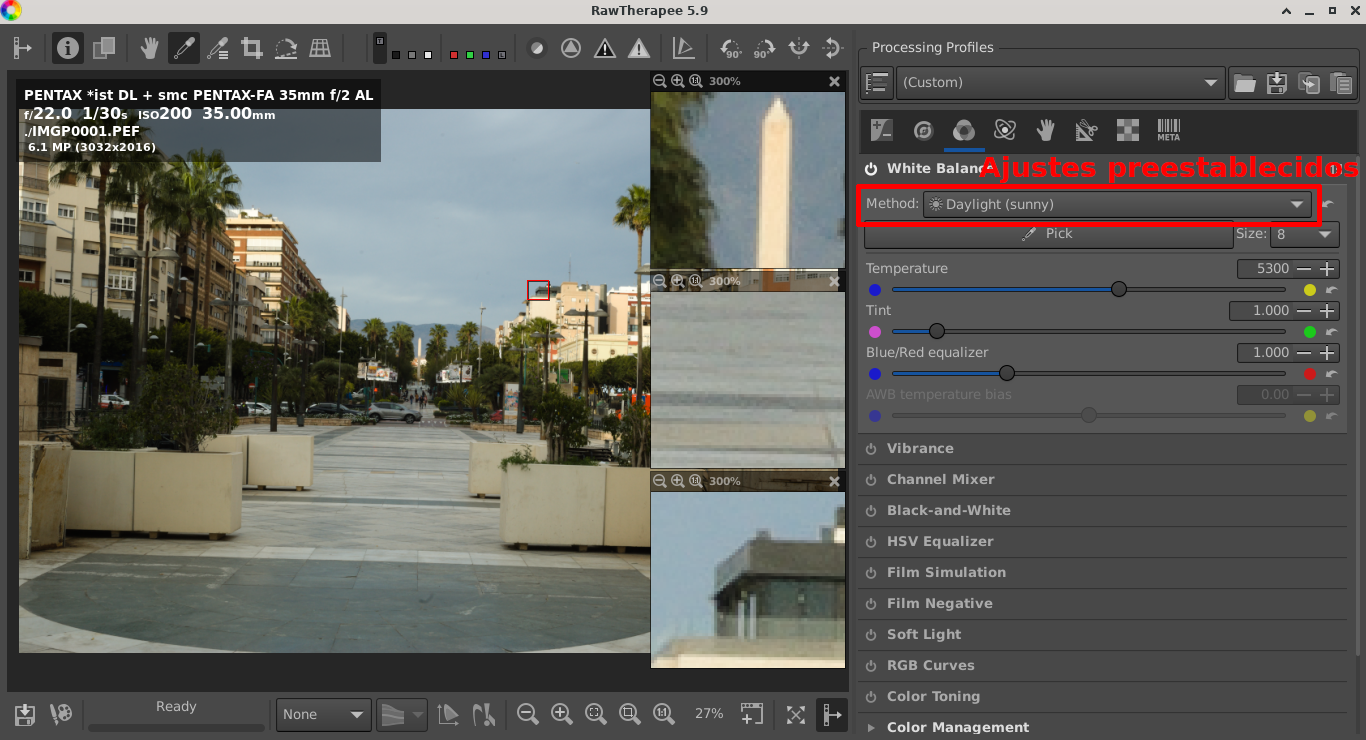 RawTherapee 5.9
PENTAX *ist DL + smc PENTAX-FA 35mm f/2 AL
f/22.0 1/30s ISO200 35.00mm
./IMGP0001.PEF
6.1 MP (3032x2016)
300%
300%
300%
Ready
None
27%
Processing Profiles
(Custom)
META
White Balance
Ajustes preestablecidos
Method: Daylight (sunny)
Pick Size: 8
Temperature 5300
Tint 1.000
Blue/Red equalizer 1.000
AWB temperature bias 0.00
Vibrance
Channel Mixer
Black-and-White
HSV Equalizer
Film Simulation
Film Negative
Soft Light
RGB Curves
Color Toning
Color Management